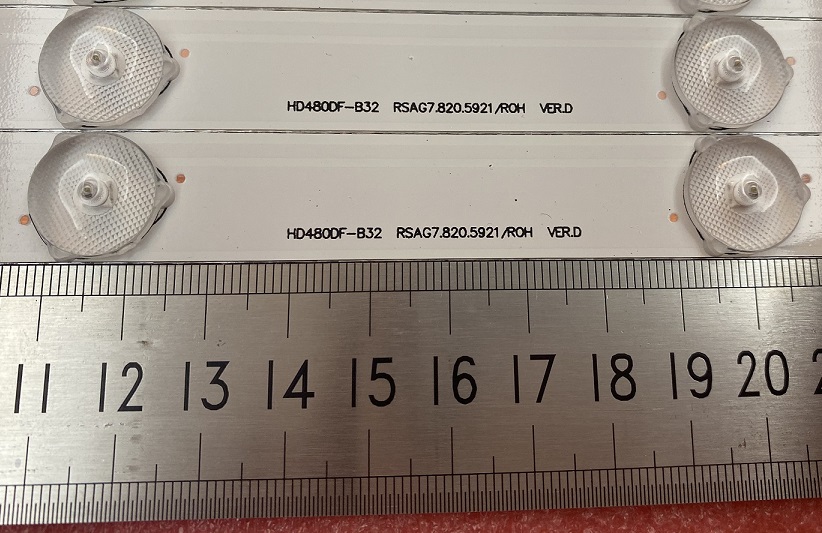 HD480DF-B32 RSAG7.820.5921/ROH VER.D
HD480DF-B32 RSAG7.820.5921/ROH VER.D
11 12 13 14 15 16 17 18 19 20